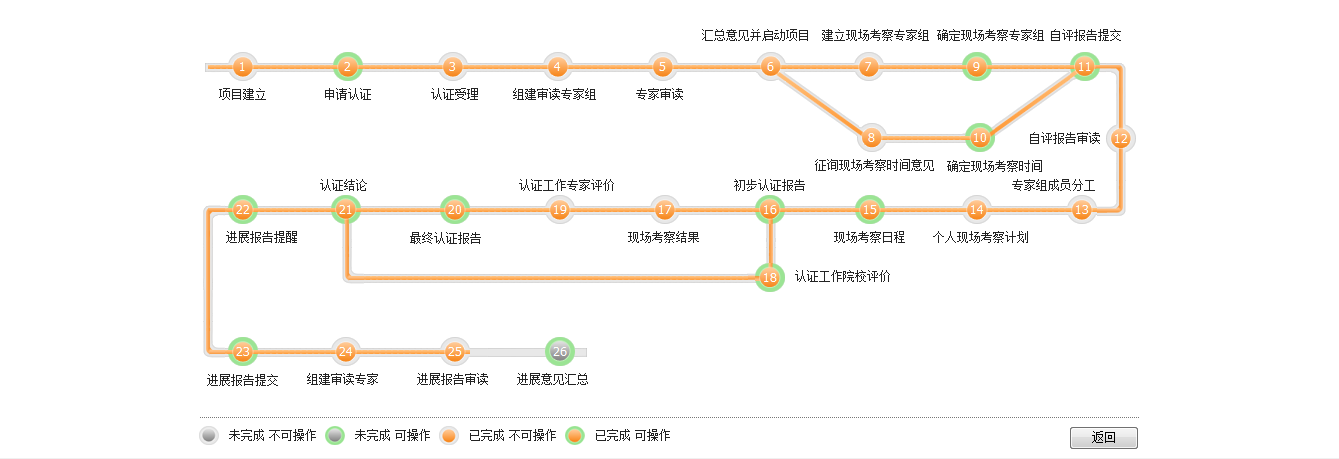 汇总意见并启动项目 建立现场考察专家组 确定现场考察专家组 自评报告提交
1 2 3 4 5 6 7 9 11
项目建立 申请认证 认证受理 组建审读专家组 专家审读
8 10 自评报告审读 12
征询现场考察时间意见 确定现场考察时间
认证结论 认证工作专家评价 初步认证报告 专家组成员分工
22 21 20 19 17 16 15 14 13
进展报告提醒 最终认证报告 现场考察结果 现场考察日程 个人现场考察计划
18 认证工作院校评价
23 24 25 26
进展报告提交 组建审读专家 进展报告审读 进展意见汇总
未完成 不可操作 未完成 可操作 已完成 不可操作 已完成 可操作 返回